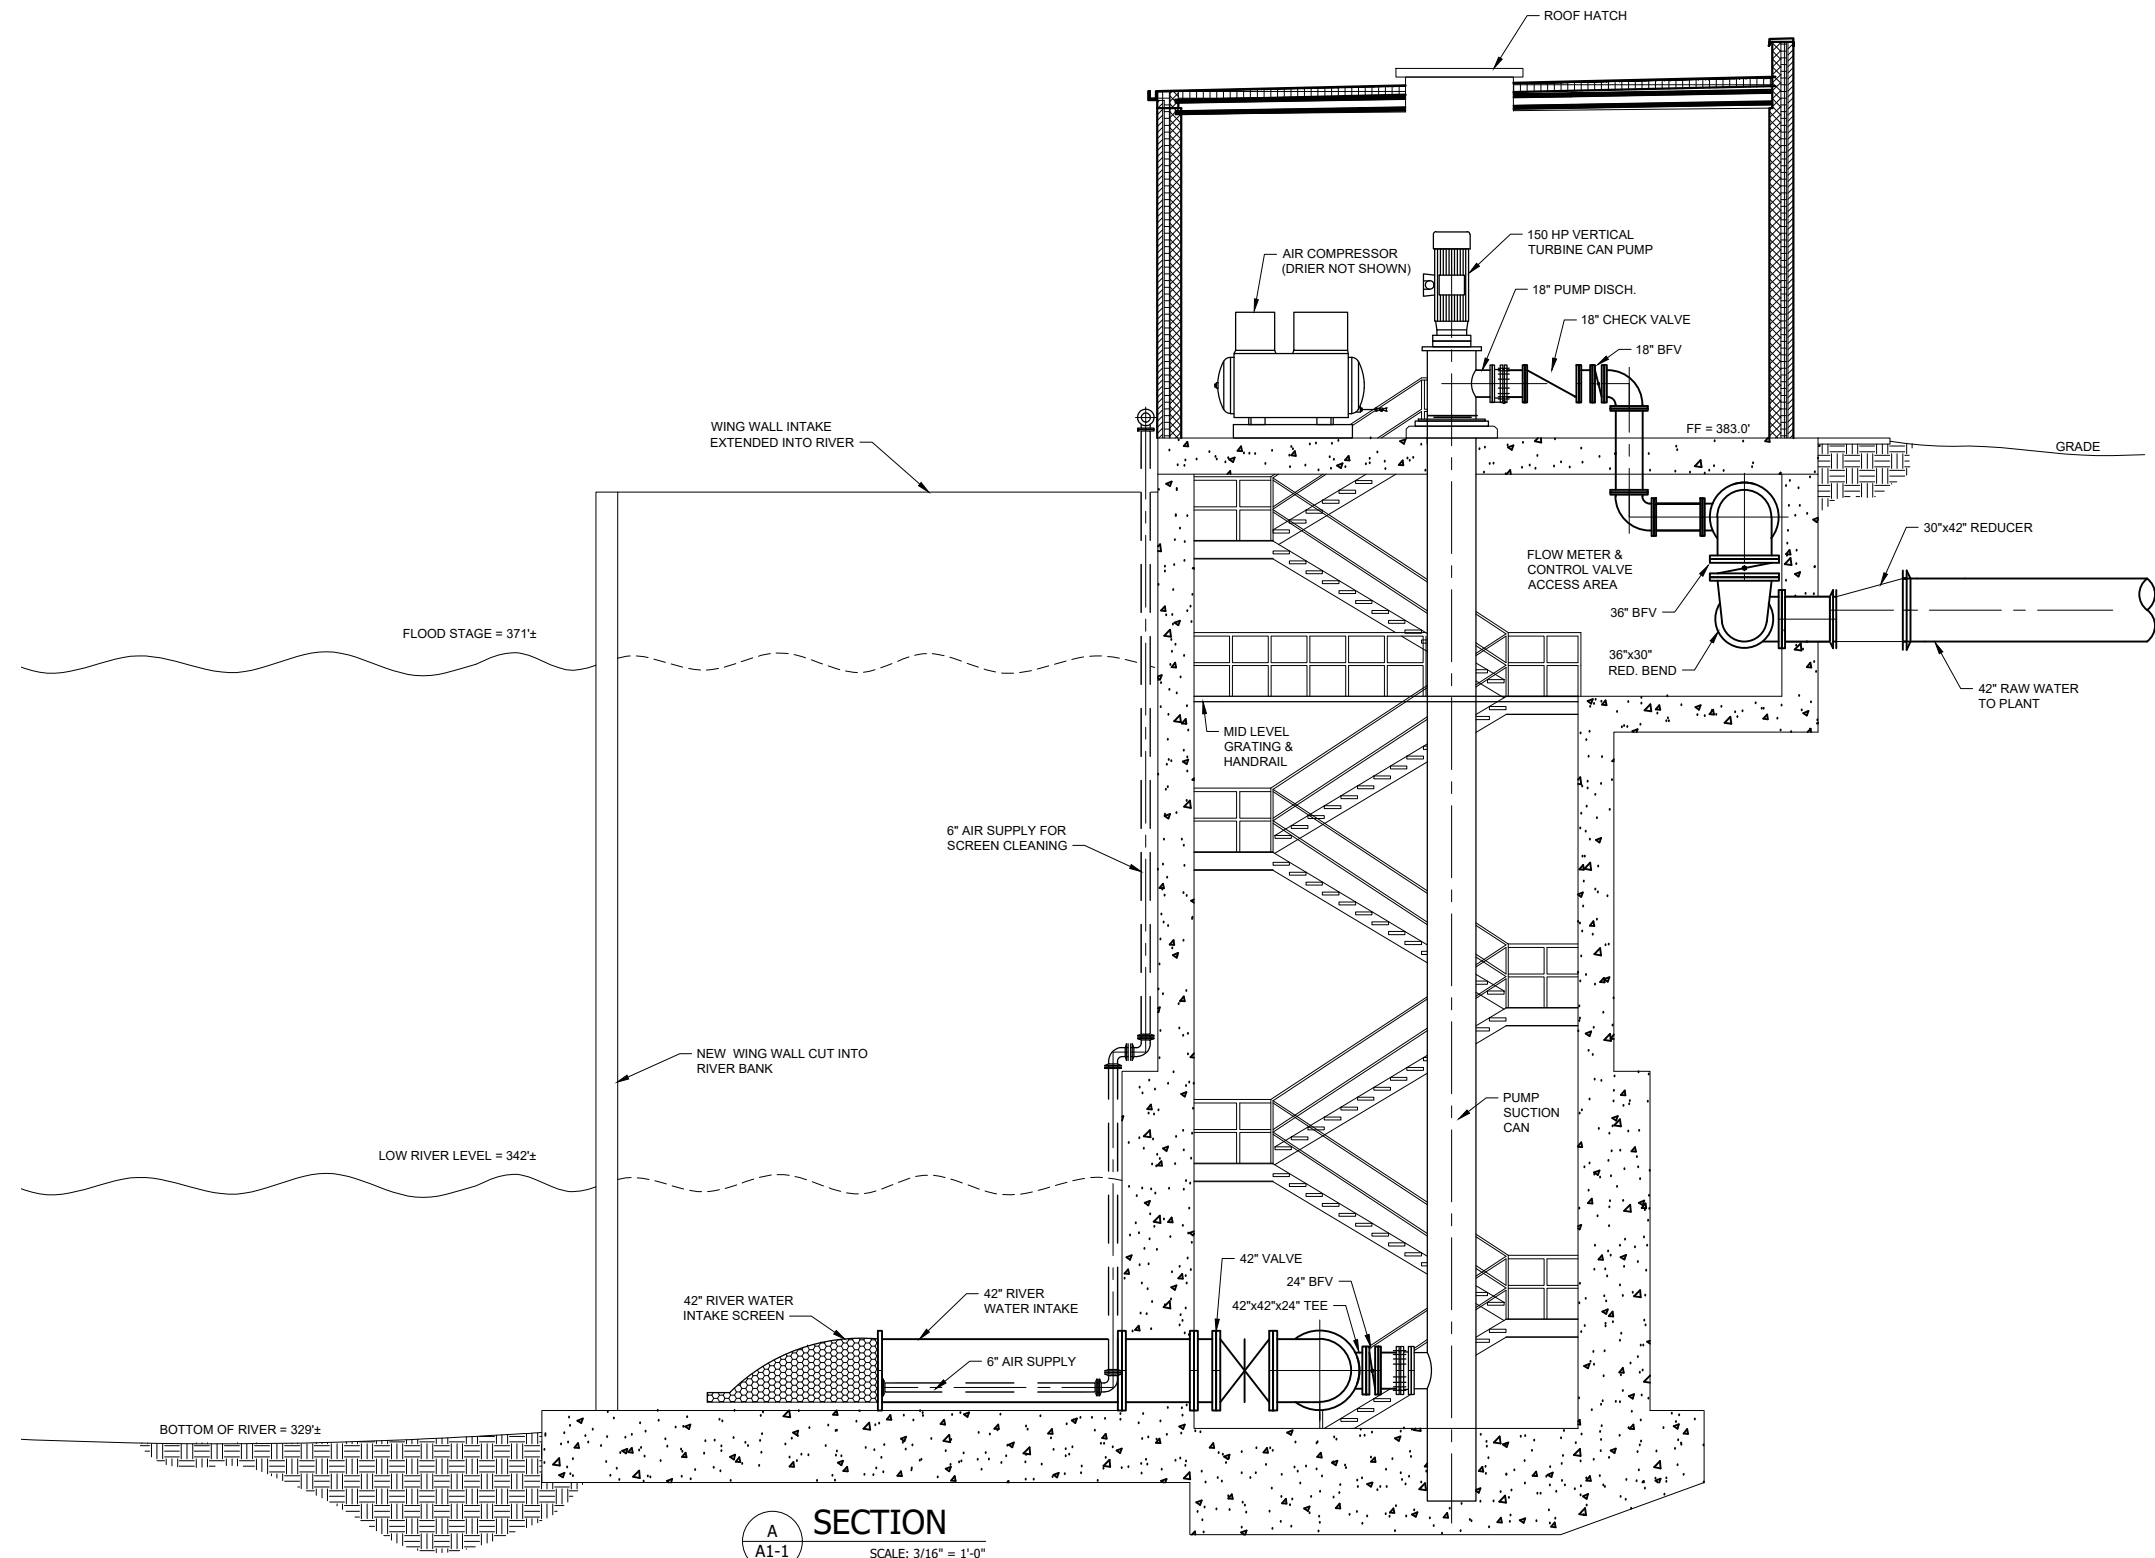 ROOF HATCH
150 HP VERTICAL
TURBINE CAN PUMP
AIR COMPRESSOR
(DRIER NOT SHOWN)
18" PUMP DISCH.
18" CHECK VALVE
18" BFV
WING WALL INTAKE
EXTENDED INTO RIVER
FF = 383.0'
GRADE
30"x42" REDUCER
FLOW METER &
CONTROL VALVE
ACCESS AREA
36" BFV
FLOOD STAGE = 371'±
36"x30"
RED. BEND
42" RAW WATER
TO PLANT
MID LEVEL
GRATING &
HANDRAIL
6" AIR SUPPLY FOR
SCREEN CLEANING
NEW  WING WALL CUT INTO
RIVER BANK
PUMP
SUCTION
CAN
LOW RIVER LEVEL = 342'±
42" VALVE
24" BFV
42"x42"x24" TEE
42" RIVER WATER
INTAKE SCREEN
42" RIVER
WATER INTAKE
6" AIR SUPPLY
BOTTOM OF RIVER = 329'±
A
A1-1
SECTION
SCALE: 3/16" = 1'-0"